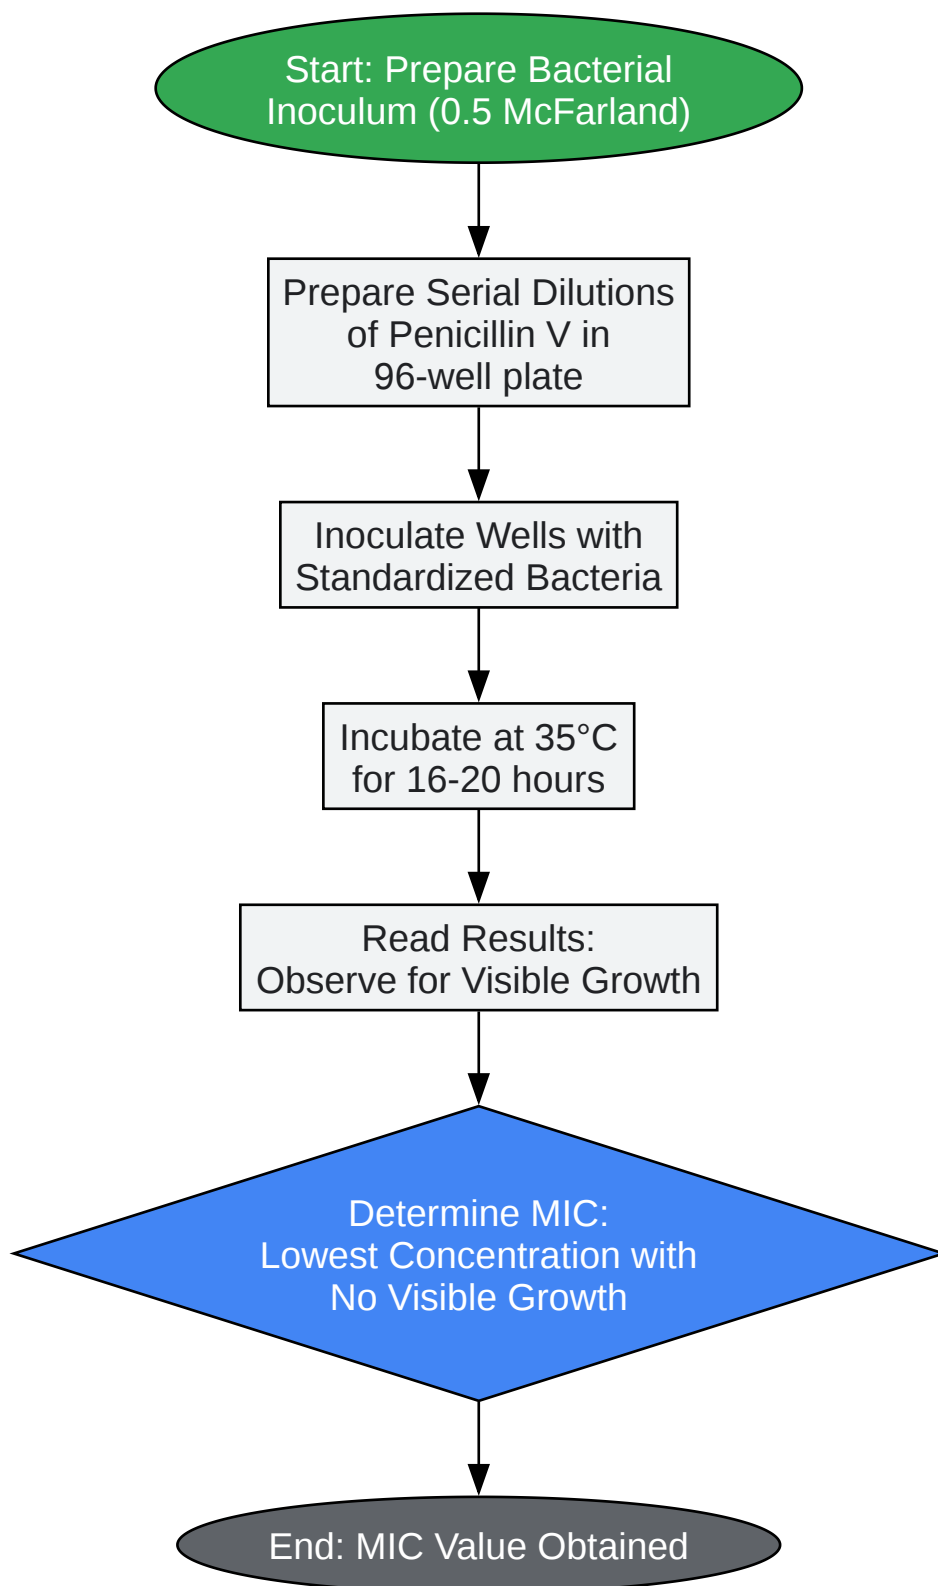 Start: Prepare Bacterial
Inoculum (0.5 McFarland)
Prepare Serial Dilutions
of Penicillin V in
96-well plate
Inoculate Wells with
Standardized Bacteria
Incubate at 35°C
for 16-20 hours
Read Results:
Observe for Visible Growth
Determine MIC:
Lowest Concentration with
No Visible Growth
End: MIC Value Obtained